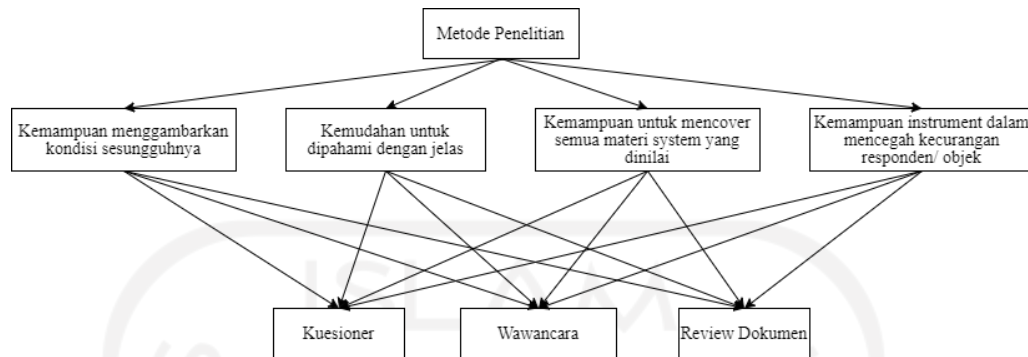 Metode Penelitian
Kemampuan menggambarkan
kondisi sesungguhnya
Kemudahan untuk
dipahami dengan jelas
Kemampuan untuk mencover
semua materi system yang
dinilai
Kemampuan instrument dalam
mencegah kecurangan
responden/ objek
ISLAM
Kuesioner
Wawancara
Review Dokumen